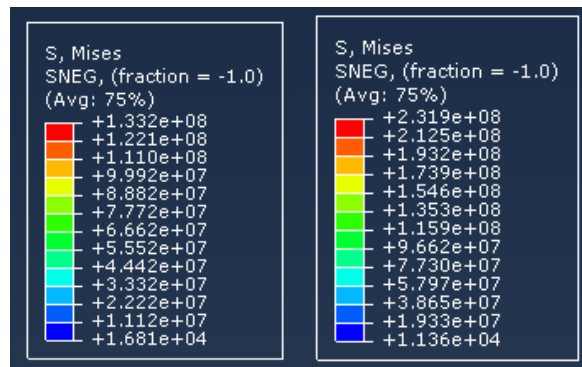 S, Mises
SNEG, (fraction = -1.0)
(Avg: 75%)
+1.332e+08
+1.221e+08
+1.110e+08
+9.992e+07
+8.882e+07
+7.772e+07
+6.662e+07
+5.552e+07
+4.442e+07
+3.332e+07
+2.222e+07
+1.112e+07
+1.681e+04
S, Mises
SNEG, (fraction = -1.0)
(Avg: 75%)
+2.319e+08
+2.125e+08
+1.932e+08
+1.739e+08
+1.546e+08
+1.353e+08
+1.159e+08
+9.662e+07
+7.730e+07
+5.797e+07
+3.865e+07
+1.933e+07
+1.136e+04